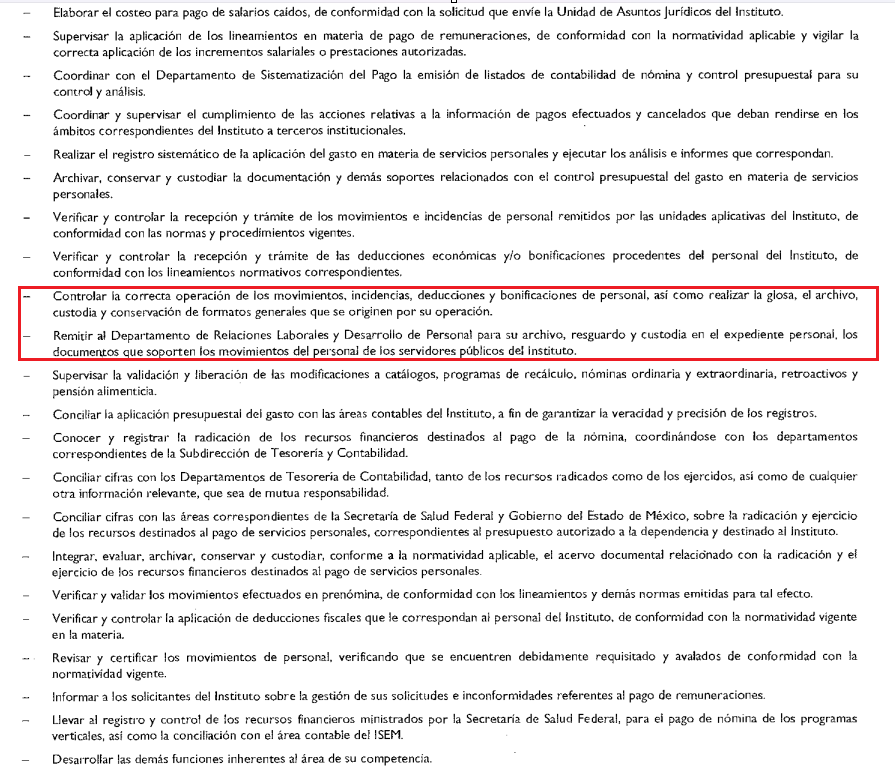 – Elaborar el costeo para pago de salarios caídos, de conformidad con la solicitud que envíe la Unidad de Asuntos Jurídicos del Instituto.
– Supervisar la aplicación de los lineamientos en materia de pago de remuneraciones, de conformidad con la normatividad aplicable y vigilar la
correcta aplicación de los incrementos salariales o prestaciones autorizadas.
– Coordinar con el Departamento de Sistematización del Pago la emisión de listados de contabilidad de nómina y control presupuestal para su
control y análisis.
– Coordinar y supervisar el cumplimiento de las acciones relativas a la información de pagos efectuados y cancelados que deban rendirse en los
ámbitos correspondientes del Instituto a terceros institucionales.
– Realizar el registro sistemático de la aplicación del gasto en materia de servicios personales y ejecutar los análisis e informes que correspondan.
– Archivar, conservar y custodiar la documentación y demás soportes relacionados con el control presupuestal del gasto en materia de servicios
personales.
– Verificar y controlar la recepción y trámite de los movimientos e incidencias de personal remitidos por las unidades aplicativas del Instituto, de
conformidad con las normas y procedimientos vigentes.
– Verificar y controlar la recepción y trámite de las deducciones económicas y/o bonificaciones procedentes del personal del Instituto, de
conformidad con los lineamientos normativos correspondientes.
– Controlar la correcta operación de los movimientos, incidencias, deducciones y bonificaciones de personal, así como realizar la glosa, el archivo,
custodia y conservación de formatos generales que se originen por su operación.
– Remitir al Departamento de Relaciones Laborales y Desarrollo de Personal para su archivo, resguardo y custodia en el expediente personal, los
documentos que soporten los movimientos del personal de los servidores públicos del Instituto.
– Supervisar la validación y liberación de las modificaciones a catálogos, programas de recálculo, nóminas ordinaria y extraordinaria, retroactivos y
pensión alimenticia.
– Conciliar la aplicación presupuestal del gasto con las áreas contables del Instituto, a fin de garantizar la veracidad y precisión de los registros.
– Conocer y registrar la radicación de los recursos financieros destinados al pago de la nómina, coordinándose con los departamentos
correspondientes de la Subdirección de Tesorería y Contabilidad.
– Conciliar cifras con los Departamentos de Tesorería de Contabilidad, tanto de los recursos radicados como de los ejercidos, así como de cualquier
otra información relevante, que sea de mutua responsabilidad.
– Conciliar cifras con las áreas correspondientes de la Secretaría de Salud Federal y Gobierno del Estado de México, sobre la radicación y ejercicio
de los recursos destinados al pago de servicios personales, correspondientes al presupuesto autorizado a la dependencia y destinado al Instituto.
– Integrar, evaluar, archivar, conservar y custodiar, conforme a la normatividad aplicable, el acervo documental relacionado con la radicación y el
ejercicio de los recursos financieros destinados al pago de servicios personales.
– Verificar y validar los movimientos efectuados en prenómina, de conformidad con los lineamientos y demás normas emitidas para tal efecto.
– Verificar y controlar la aplicación de deducciones fiscales que le correspondan al personal del Instituto, de conformidad con la normatividad vigente
en la materia.
– Revisar y certificar los movimientos de personal, verificando que se encuentren debidamente requisitado y avalados de conformidad con la
normatividad vigente.
– Informar a los solicitantes del Instituto sobre la gestión de sus solicitudes e inconformidades referentes al pago de remuneraciones.
– Llevar al registro y control de los recursos financieros ministrados por la Secretaría de Salud Federal, para el pago de nómina de los programas
verticales, así como la conciliación con el área contable del ISEM.
– Desarrollar las demás funciones inherentes al área de su competencia.